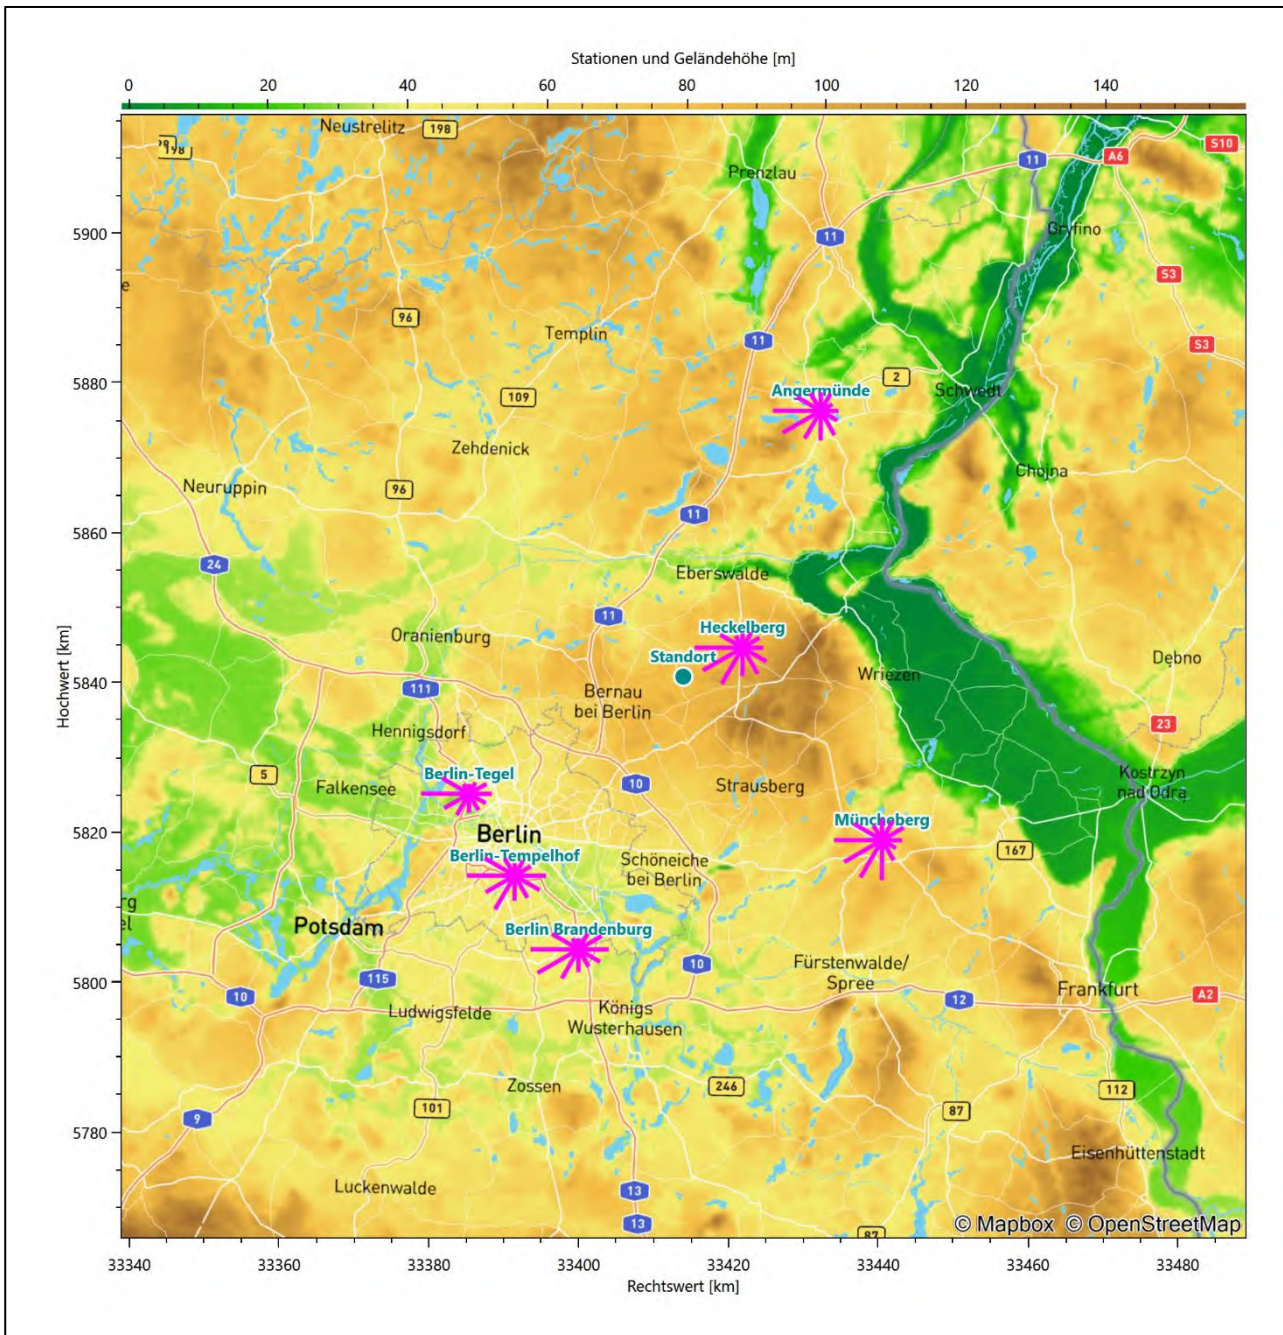 Stationen und Geländehöhe [m]
0 20 40 60 80 100 120 140
Neustrelitz
198
198
Prenzlau
11
A6
S10
Gryfino
11
S3
5900
96
Templin
11
S3
5880
109
Angermünde
2
Schwedt
Zehdenick
Chojna
Neuruppin
96
11
5860
24
Eberswalde
11
Oranienburg
Heckelberg
Standort
Dębno
Wriezen
5840
111
Bernau
bei Berlin
23
Hennigsdorf
5
Berlin-Tegel
Falkensee
10
Strausberg
Kostrzyn
nad Odrą
5820
Berlin
Müncheberg
167
Berlin-Tempelhof
Schöneiche
bei Berlin
Potsdam
Berlin Brandenburg
115
10
Fürstenwalde/
Spree
5800
10
12
Frankfurt
A2
Ludwigsfelde
Königs
Wusterhausen
Zossen
246
112
101
87
5780
9
Eisenhüttenstadt
Luckenwalde
13
13
87
© Mapbox © OpenStreetMap
33340 33360 33380 33400 33420 33440 33460 33480
Rechtswert [km]
Hochwert [km]